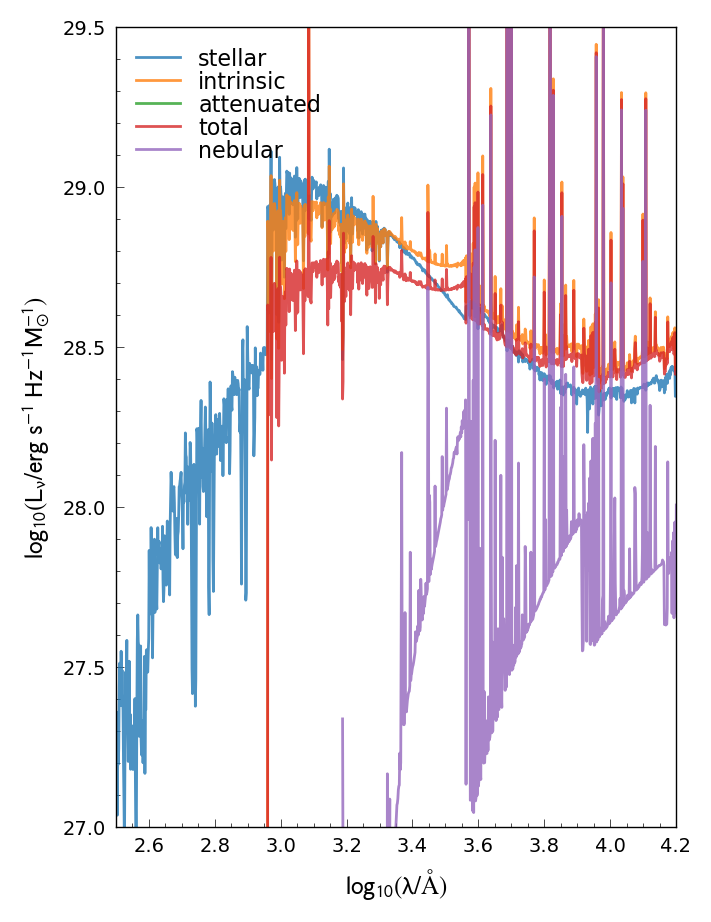 29.5
29.0
28.5
28.0
27.5
27.0
stellar
intrinsic
attenuated
total
nebular
log₁₀(Lν/erg s⁻¹ Hz⁻¹M⊙⁻¹)
2.6 2.8 3.0 3.2 3.4 3.6 3.8 4.0 4.2
log₁₀(λ/Å)